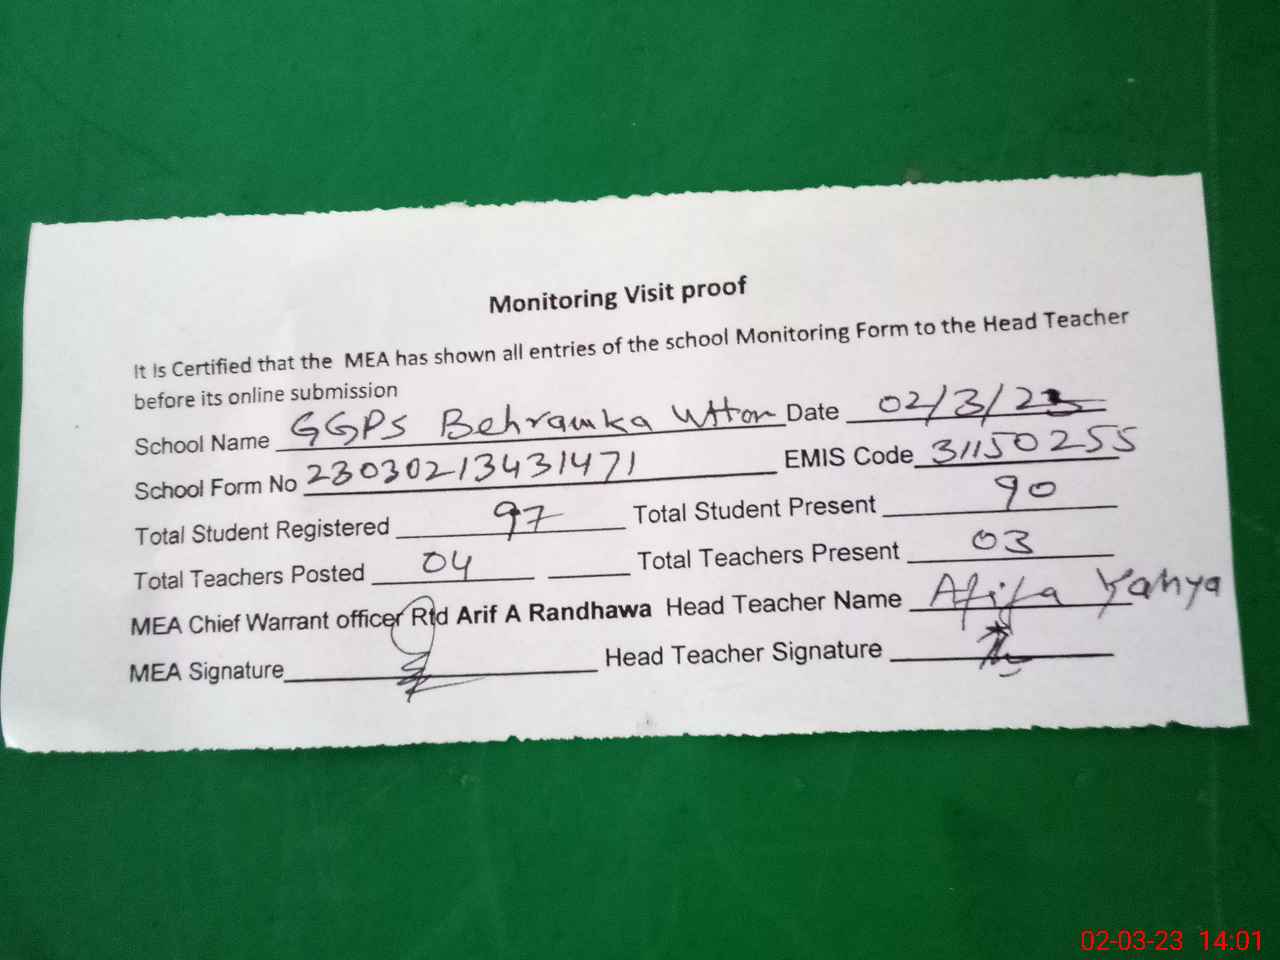 Monitoring Visit proof
It Is Certified that the MEA has shown all entries of the school Monitoring Form to the Head Teacher
before its online submission
School Name GGPS Behramka Utton Date 02/3/23
School Form No 23030213431471 EMIS Code 31150255
Total Student Registered 97 Total Student Present 90
Total Teachers Posted 04 Total Teachers Present 03
MEA Chief Warrant officer Rtd Arif A Randhawa Head Teacher Name Afifa Yahya
MEA Signature Head Teacher Signature
02-03-23 14:01